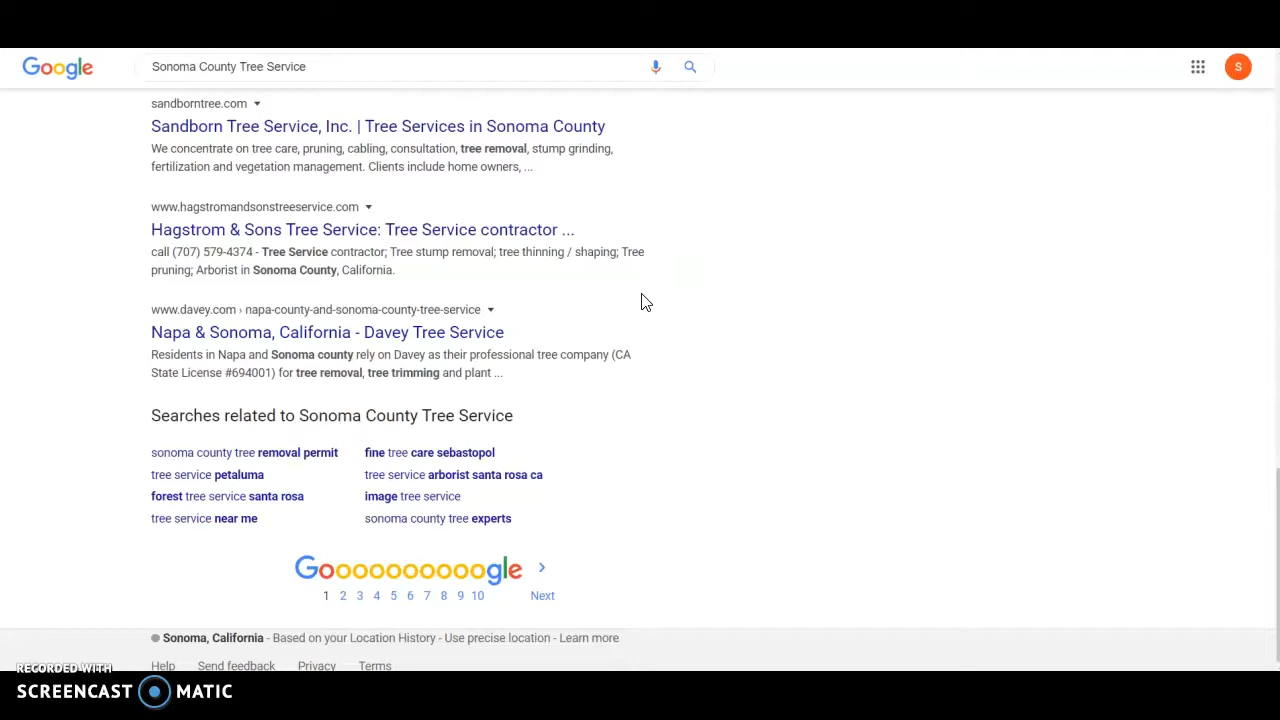 Google
Sonoma County Tree Service
S
sandborntree.com
Sandborn Tree Service, Inc. | Tree Services in Sonoma County
We concentrate on tree care, pruning, cabling, consultation, tree removal, stump grinding,
fertilization and vegetation management. Clients include home owners, ...
www.hagstromandsonstreeservice.com
Hagstrom & Sons Tree Service: Tree Service contractor ...
call (707) 579-4374 - Tree Service contractor; Tree stump removal; tree thinning / shaping; Tree
pruning; Arborist in Sonoma County, California.
www.davey.com › napa-county-and-sonoma-county-tree-service
Napa & Sonoma, California - Davey Tree Service
Residents in Napa and Sonoma county rely on Davey as their professional tree company (CA
State License #694001) for tree removal, tree trimming and plant ...
Searches related to Sonoma County Tree Service
sonoma county tree removal permit
fine tree care sebastopol
tree service petaluma
tree service arborist santa rosa ca
forest tree service santa rosa
image tree service
tree service near me
sonoma county tree experts
Goooooooooogle >
1 2 3 4 5 6 7 8 9 10 Next
Sonoma, California - Based on your Location History - Use precise location - Learn more
Help Send feedback Privacy Terms
RECORDED WITH
SCREENCAST MATIC